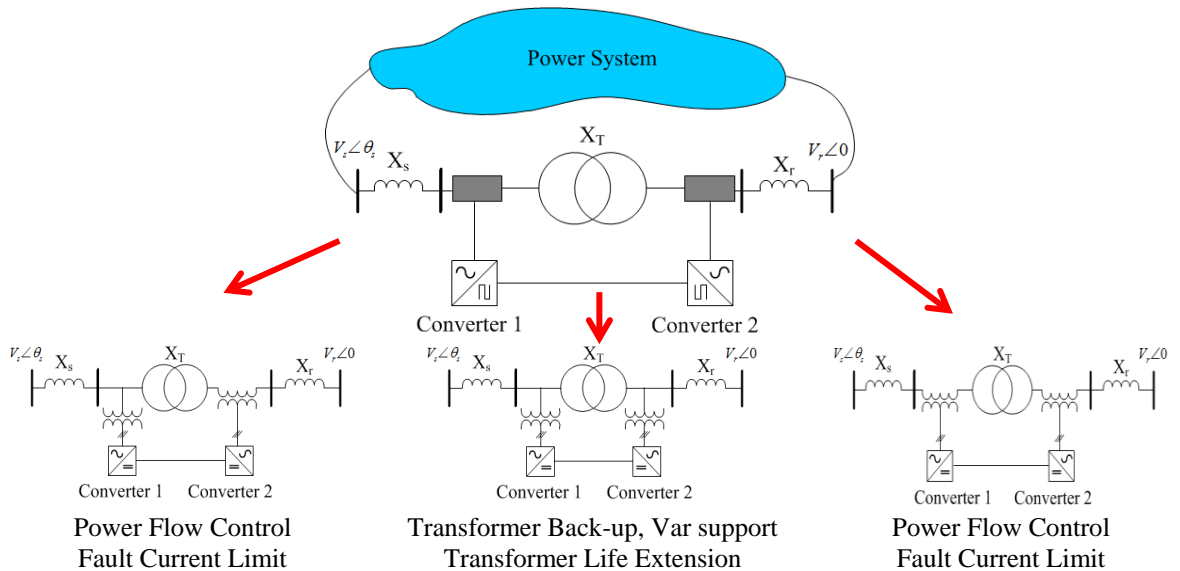 Power System
X_T
V_s∠θ_s
X_s
X_r
V_r∠0
Converter 1
Converter 2
V_s∠θ_s
X_s
X_T
X_r
V_r∠0
Converter 1
Converter 2
Power Flow Control
Fault Current Limit
V_s∠θ_s
X_s
X_T
X_r
V_r∠0
Converter 1
Converter 2
Transformer Back-up, Var support
Transformer Life Extension
V_s∠θ_s
X_s
X_T
X_r
V_r∠0
Converter 1
Converter 2
Power Flow Control
Fault Current Limit